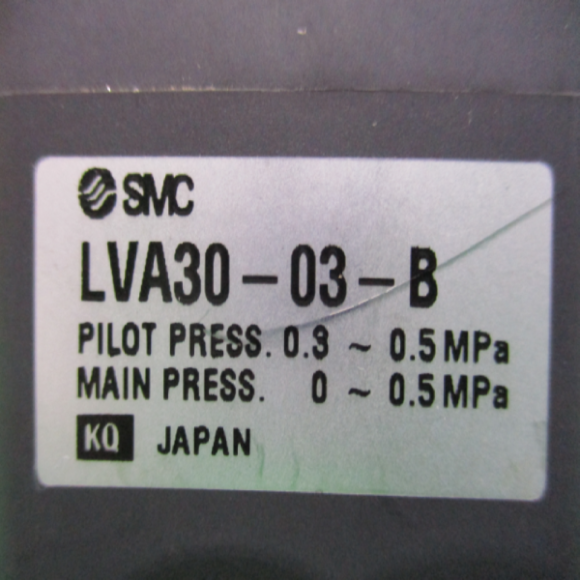 SMC
LVA30-03-B
PILOT PRESS. 0.3 ~ 0.5 MPa
MAIN PRESS. 0 ~ 0.5 MPa
KQ JAPAN